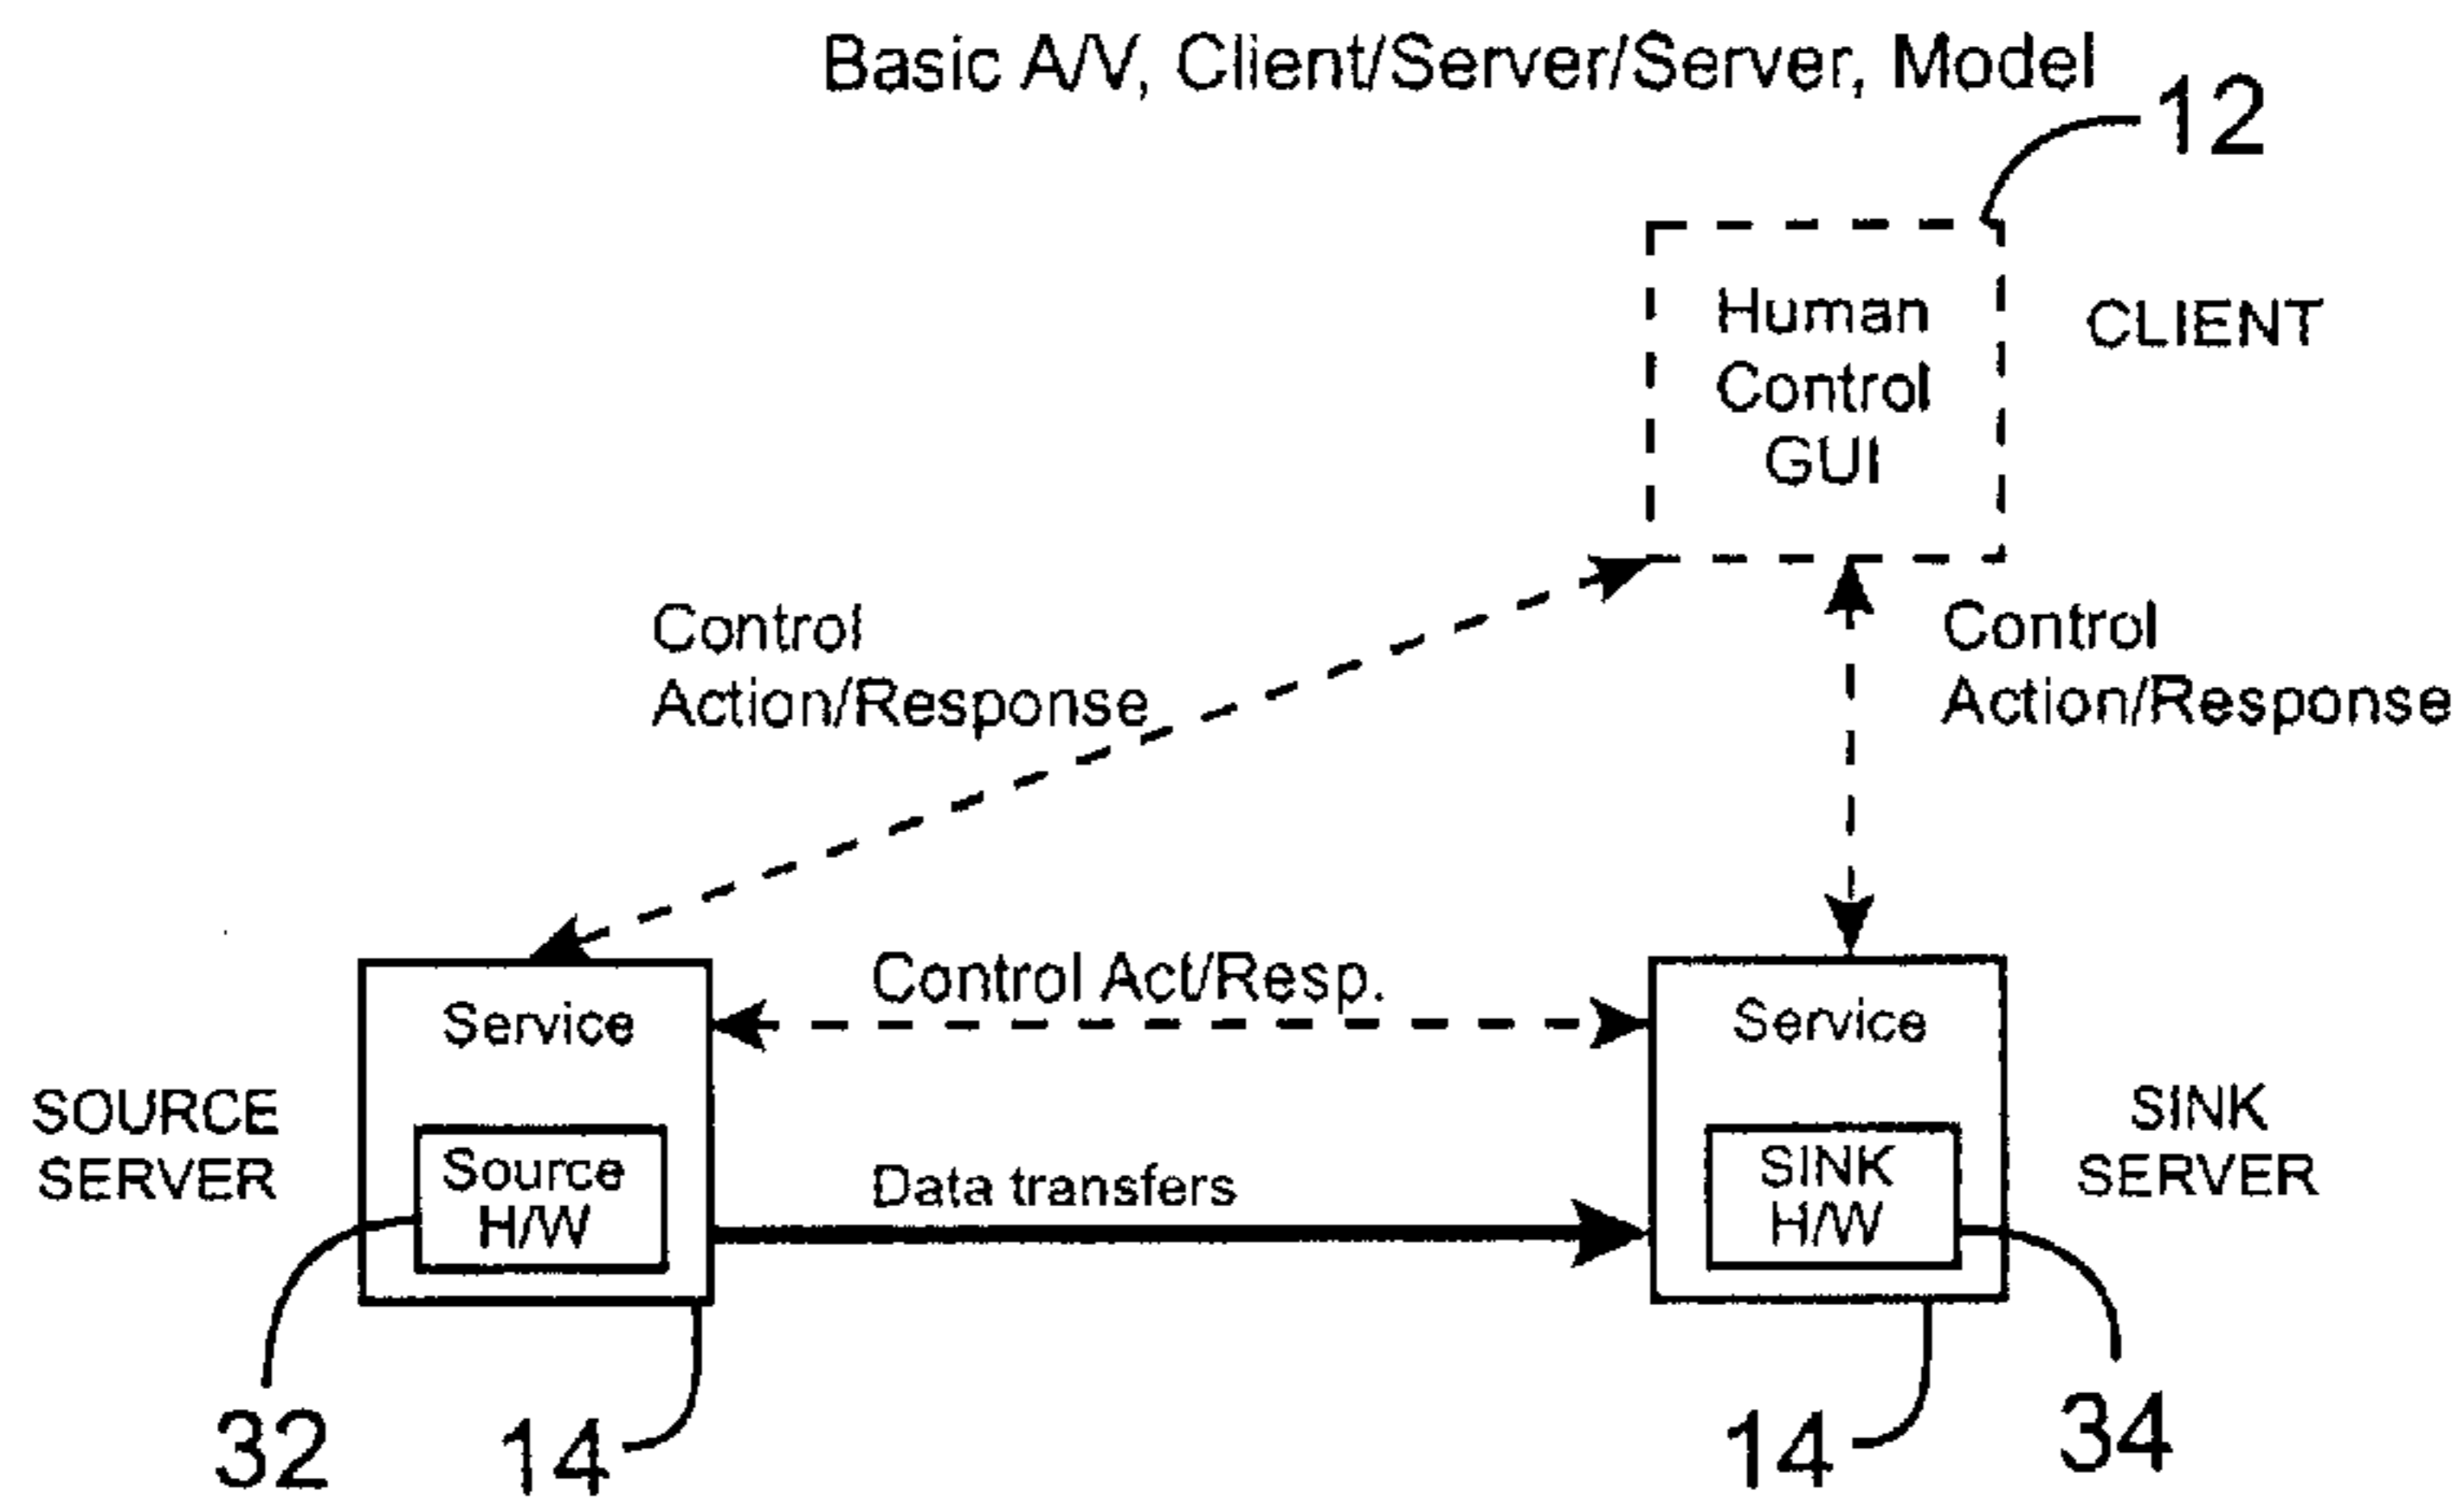 Basic A/V, Client/Server/Server, Model
12
Human
Control
GUI
CLIENT
Control
Action/Response
Control
Action/Response
Control Act/Resp.
Service
Service
SOURCE
SERVER
Source
H/W
Data transfers
SINK
H/W
SINK
SERVER
32
14
14
34